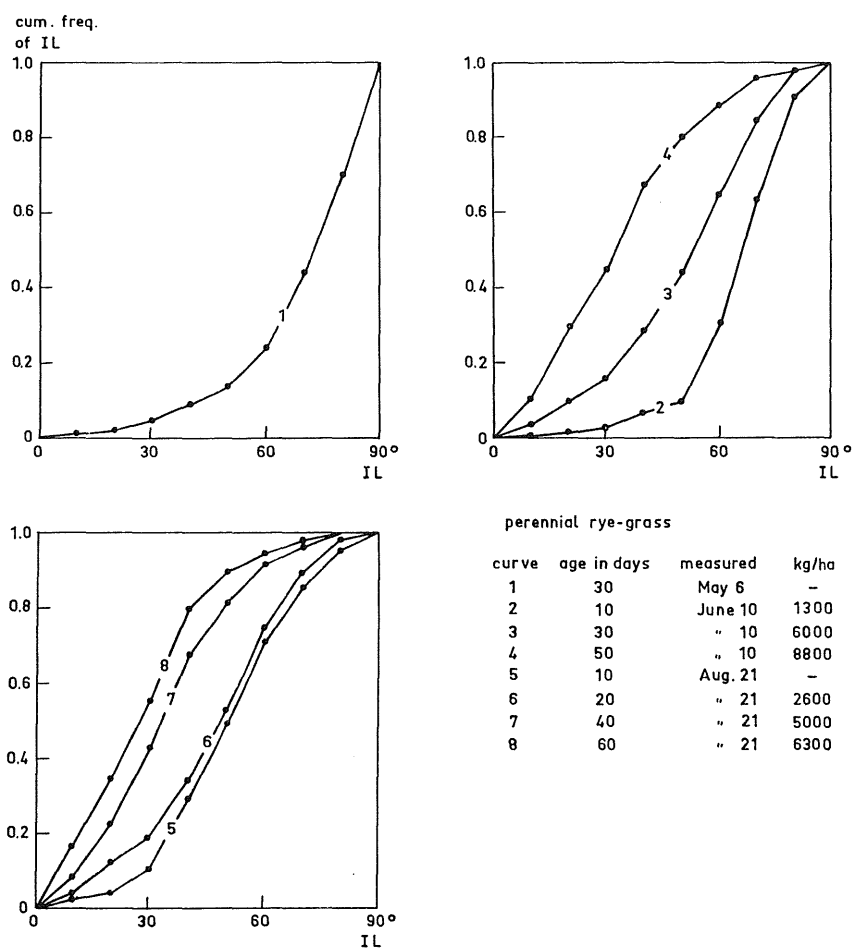 cum. freq.
of IL
1.0
0.8
0.6
0.4
0.2
0
1
0 30 60 90°
IL
1.0
0.8
0.6
0.4
0.2
0
4
3
2
0 30 60 90°
IL
1.0
0.8
0.6
0.4
0.2
0
8
7
6
5
0 30 60 90°
IL
perennial rye-grass
curve age in days measured kg/ha
1 30 May 6 –
2 10 June 10 1300
3 30 " 10 6000
4 50 " 10 8800
5 10 Aug. 21 –
6 20 " 21 2600
7 40 " 21 5000
8 60 " 21 6300